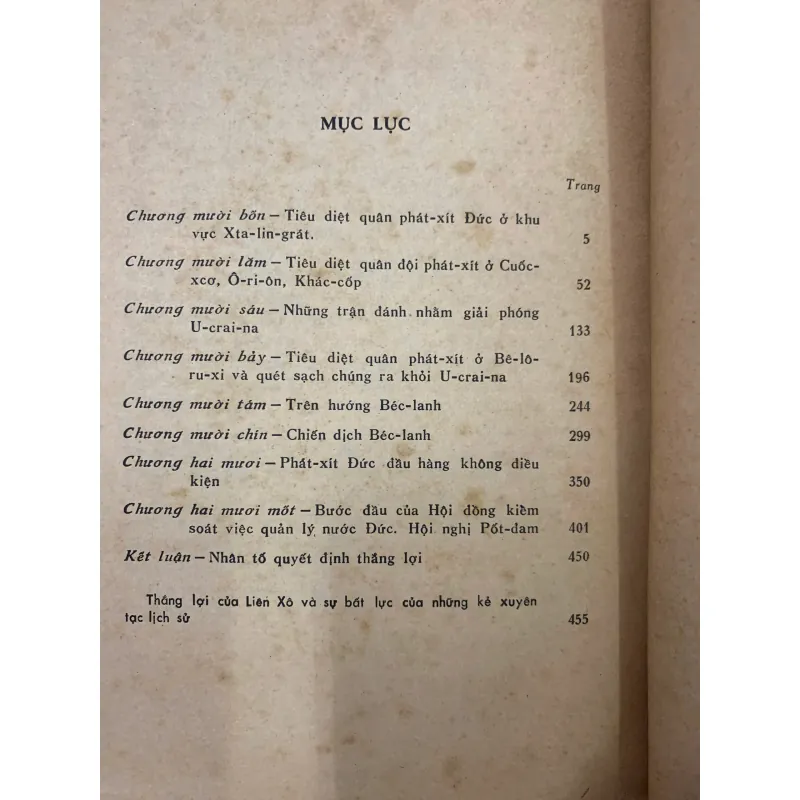 MỤC LỤC
Trang
Chương mười bốn — Tiêu diệt quân phát-xít Đức ở khu
vực Xta-lin-grát. 5
Chương mười lăm — Tiêu diệt quân đội phát-xít ở Cuốc-
xcơ, Ô-ri-ôn, Khác-cốp 52
Chương mười sáu — Những trận đánh nhằm giải phóng
U-crai-na 133
Chương mười bảy — Tiêu diệt quân phát-xít ở Bê-lô-
ru-xi và quét sạch chúng ra khỏi U-crai-na 196
Chương mười tám — Trên hướng Béc-lanh 244
Chương mười chín — Chiến dịch Béc-lanh 299
Chương hai mươi — Phát-xít Đức đầu hàng không điều
kiện 350
Chương hai mươi mốt — Bước đầu của Hội đồng kiểm
soát việc quản lý nước Đức. Hội nghị Pốt-dam 401
Kết luận — Nhân tố quyết định thắng lợi 450
Thắng lợi của Liên Xô và sự bất lực của những kẻ xuyên
tạc lịch sử 455